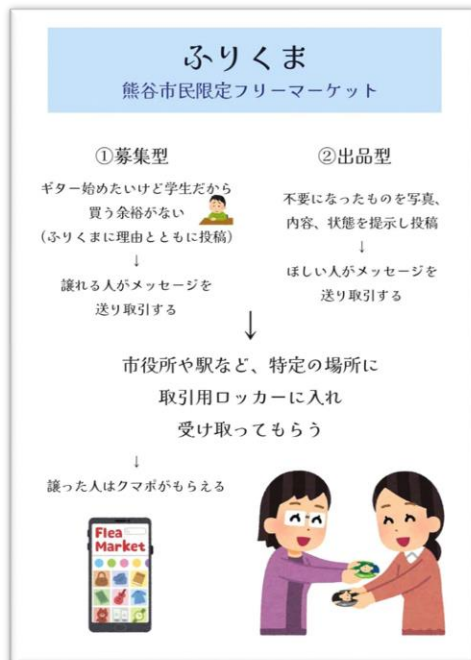 ふりくま
熊谷市民限定フリーマーケット
①募集型
ギター始めたいけど学生だから
買う余裕がない
(ふりくまに理由とともに投稿)
↓
譲れる人がメッセージを
送り取引する
②出品型
不要になったものを写真、
内容、状態を提示し投稿
↓
ほしい人がメッセージを
送り取引する
↓
市役所や駅など、特定の場所に
取引用ロッカーに入れ
受け取ってもらう
↓
譲った人はクマポがもらえる
Flea
Market